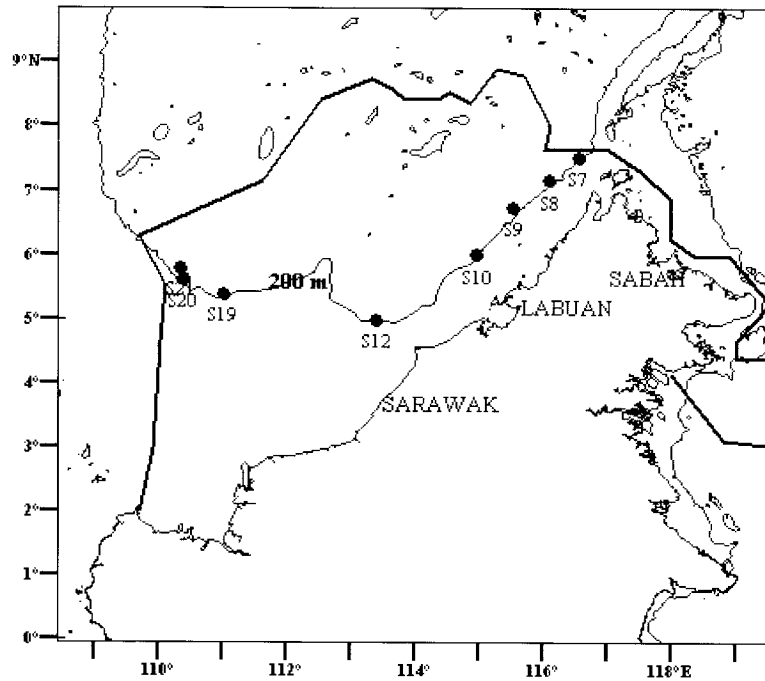 9°N
8°
7°
6°
5°
4°
3°
2°
1°
0°
S7
S8
S9
S10
S20
200 m
S19
S12
SABAH
LABUAN
SARAWAK
110°
112°
114°
116°
118°E